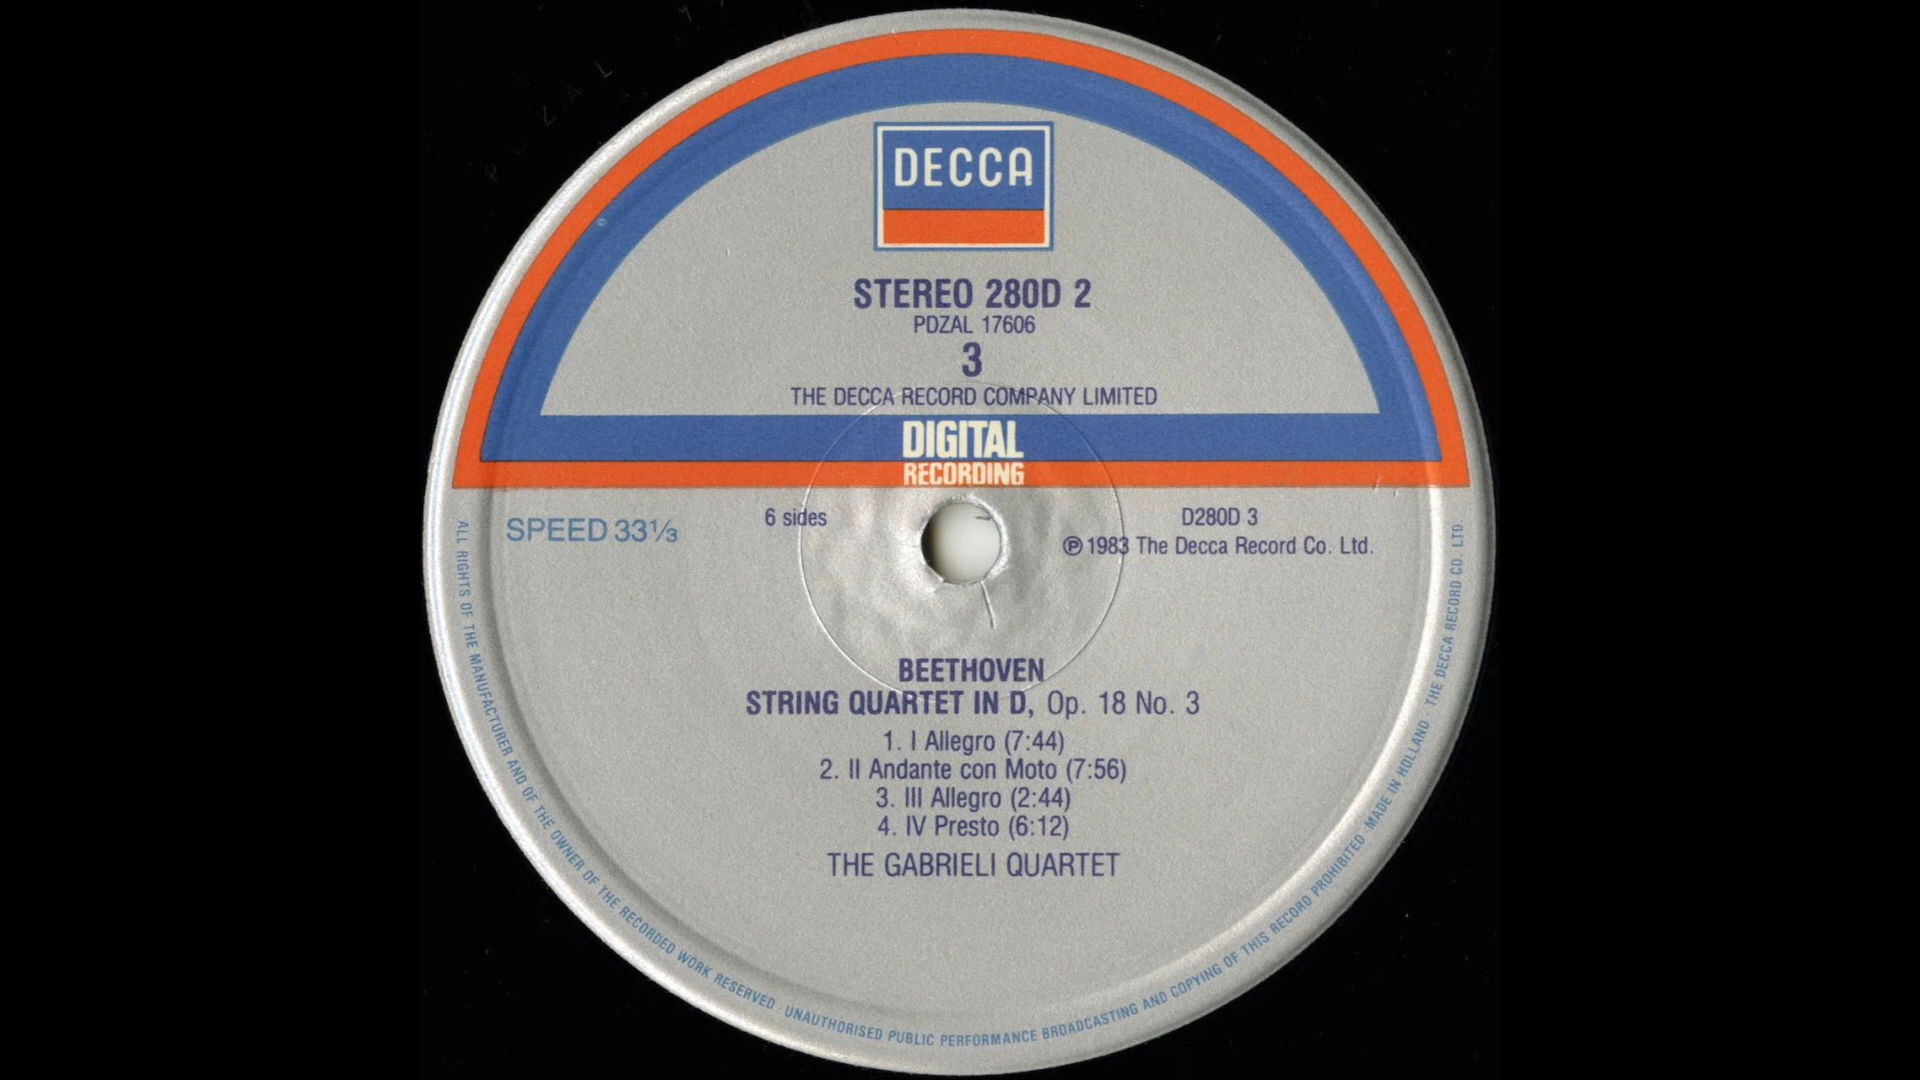 DECCA
STEREO 280D 2
PDZAL 17606
3
THE DECCA RECORD COMPANY LIMITED
DIGITAL
RECORDING
SPEED 33⅓
6 sides
D280D 3
℗ 1983 The Decca Record Co. Ltd.
BEETHOVEN
STRING QUARTET IN D, Op. 18 No. 3
1. I Allegro (7:44)
2. II Andante con Moto (7:56)
3. III Allegro (2:44)
4. IV Presto (6:12)
THE GABRIELI QUARTET
ALL RIGHTS OF THE MANUFACTURER AND OF THE OWNER OF THE RECORDED WORK RESERVED · UNAUTHORISED PUBLIC PERFORMANCE BROADCASTING AND COPYING OF THIS RECORD PROHIBITED · MADE IN HOLLAND · THE DECCA RECORD CO. LTD.